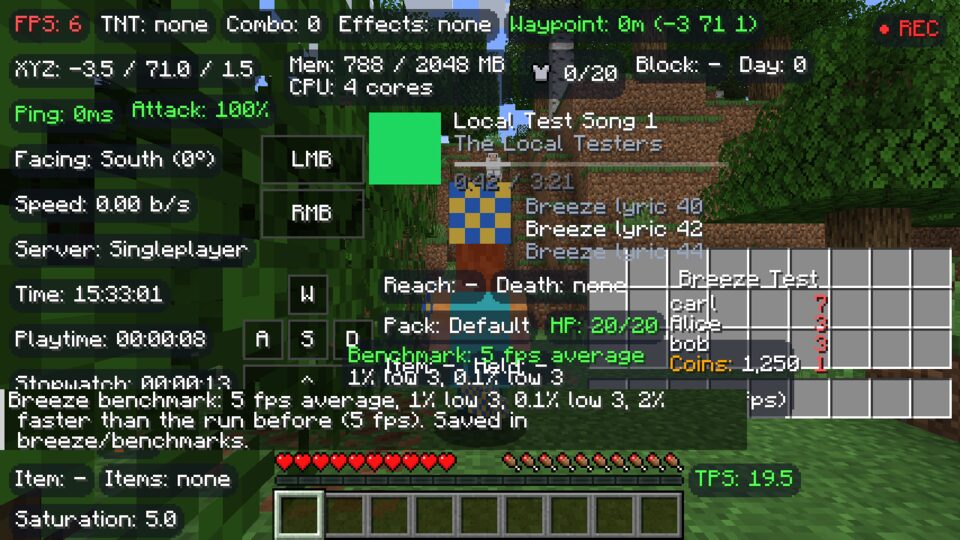 FPS: 6 TNT: none Combo: 0 Effects: none Waypoint: 0m (-3 71 1) REC
XYZ: -3.5 / 71.0 / 1.5 Mem: 788 / 2048 MB 0/20 Block: - Day: 0
CPU: 4 cores
Ping: 0ms Attack: 100%
Local Test Song 1
The Local Testers
Facing: South (0°) LMB
0:42 / 3:21
Speed: 0.00 b/s RMB
Breeze lyric 40
Breeze lyric 42
Breeze lyric 44
Server: Singleplayer
Reach: - Death: none
Breeze Test
Time: 15:33:01 W
carl 7
Pack: Default HP: 20/20
Alice 3
Playtime: 00:00:08 A S D
bob 3
Benchmark: 5 fps average
Coins: 1,250 1
Item: - Held: -
1% low 3, 0.1% low 3
Stopwatch: 00:00:13 ^
Breeze benchmark: 5 fps average, 1% low 3, 0.1% low 3, 2%
faster than the run before (5 fps). Saved in
breeze/benchmarks.
fps)
Item: - Items: none TPS: 19.5
Saturation: 5.0